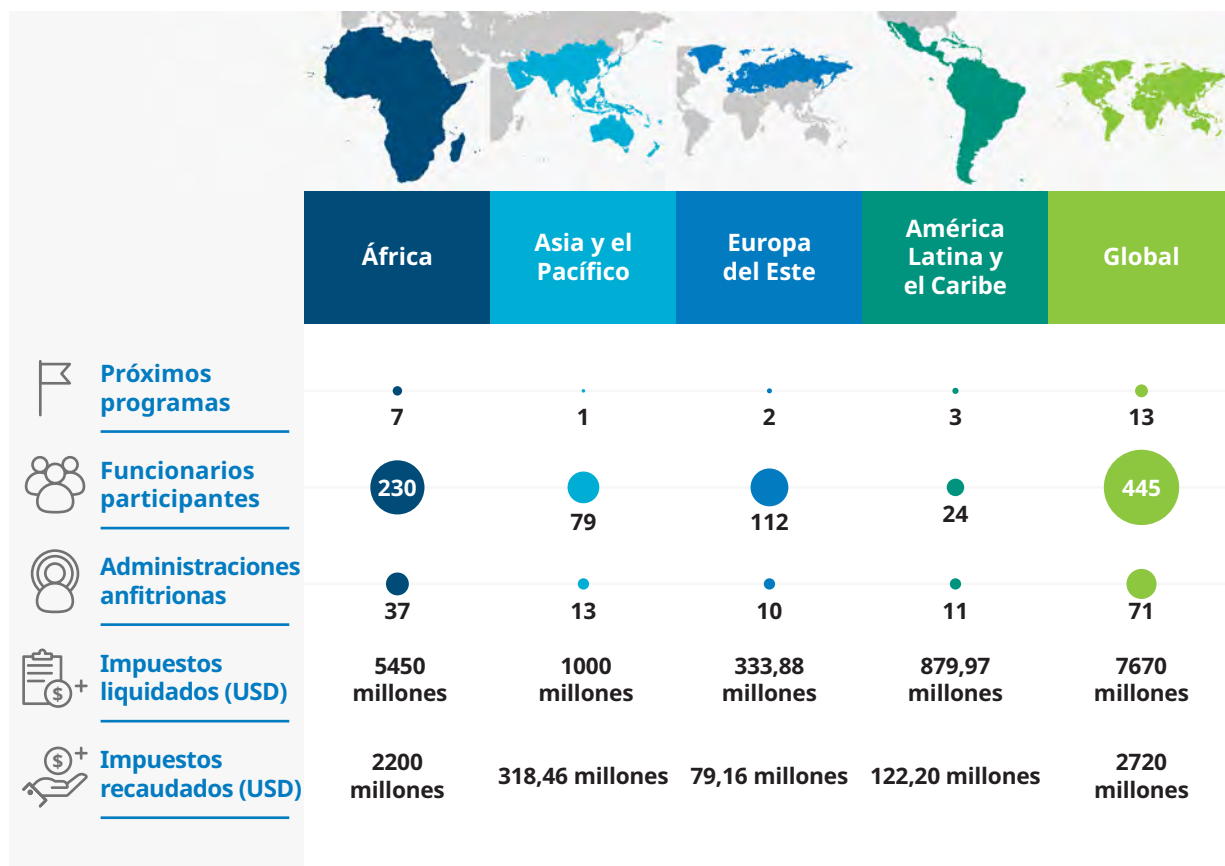 África
Asia y el
Pacífico
Europa
del Este
América
Latina y
el Caribe
Global
Próximos
programas
7
1
2
3
13
Funcionarios
participantes
230
79
112
24
445
Administraciones
anfitrionas
37
13
10
11
71
Impuestos
liquidados (USD)
5450
millones
1000
millones
333,88
millones
879,97
millones
7670
millones
Impuestos
recaudados (USD)
2200
millones
318,46 millones
79,16 millones
122,20 millones
2720
millones